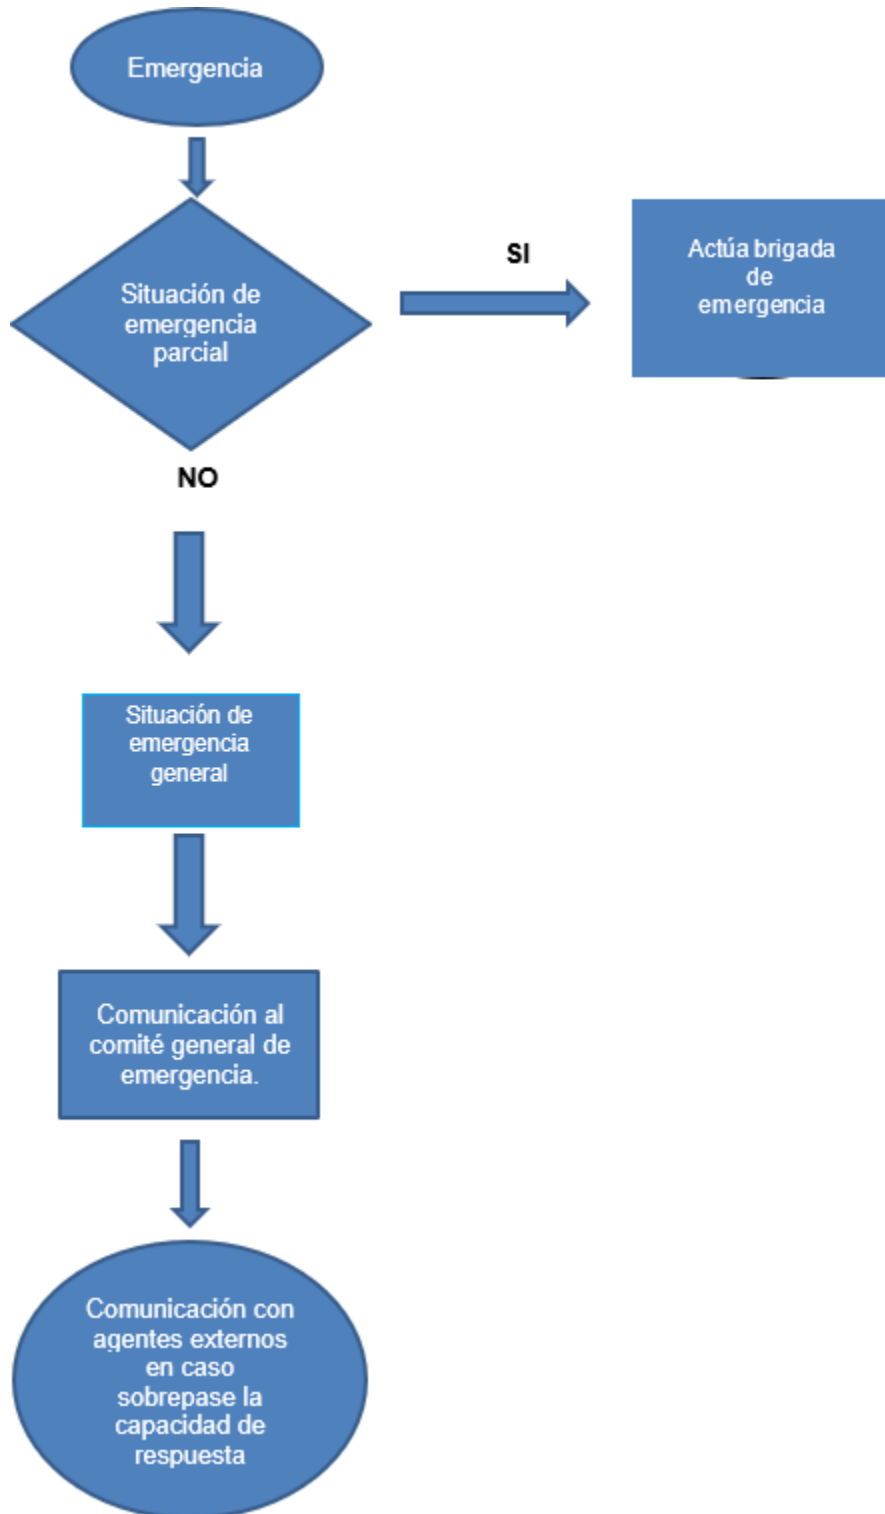 Emergencia
Situación de
emergencia
parcial
SI
Actúa brigada
de
emergencia
NO
Situación de
emergencia
general
Comunicación al
comité general de
emergencia.
Comunicación con
agentes externos
en caso
sobrepase la
capacidad de
respuesta